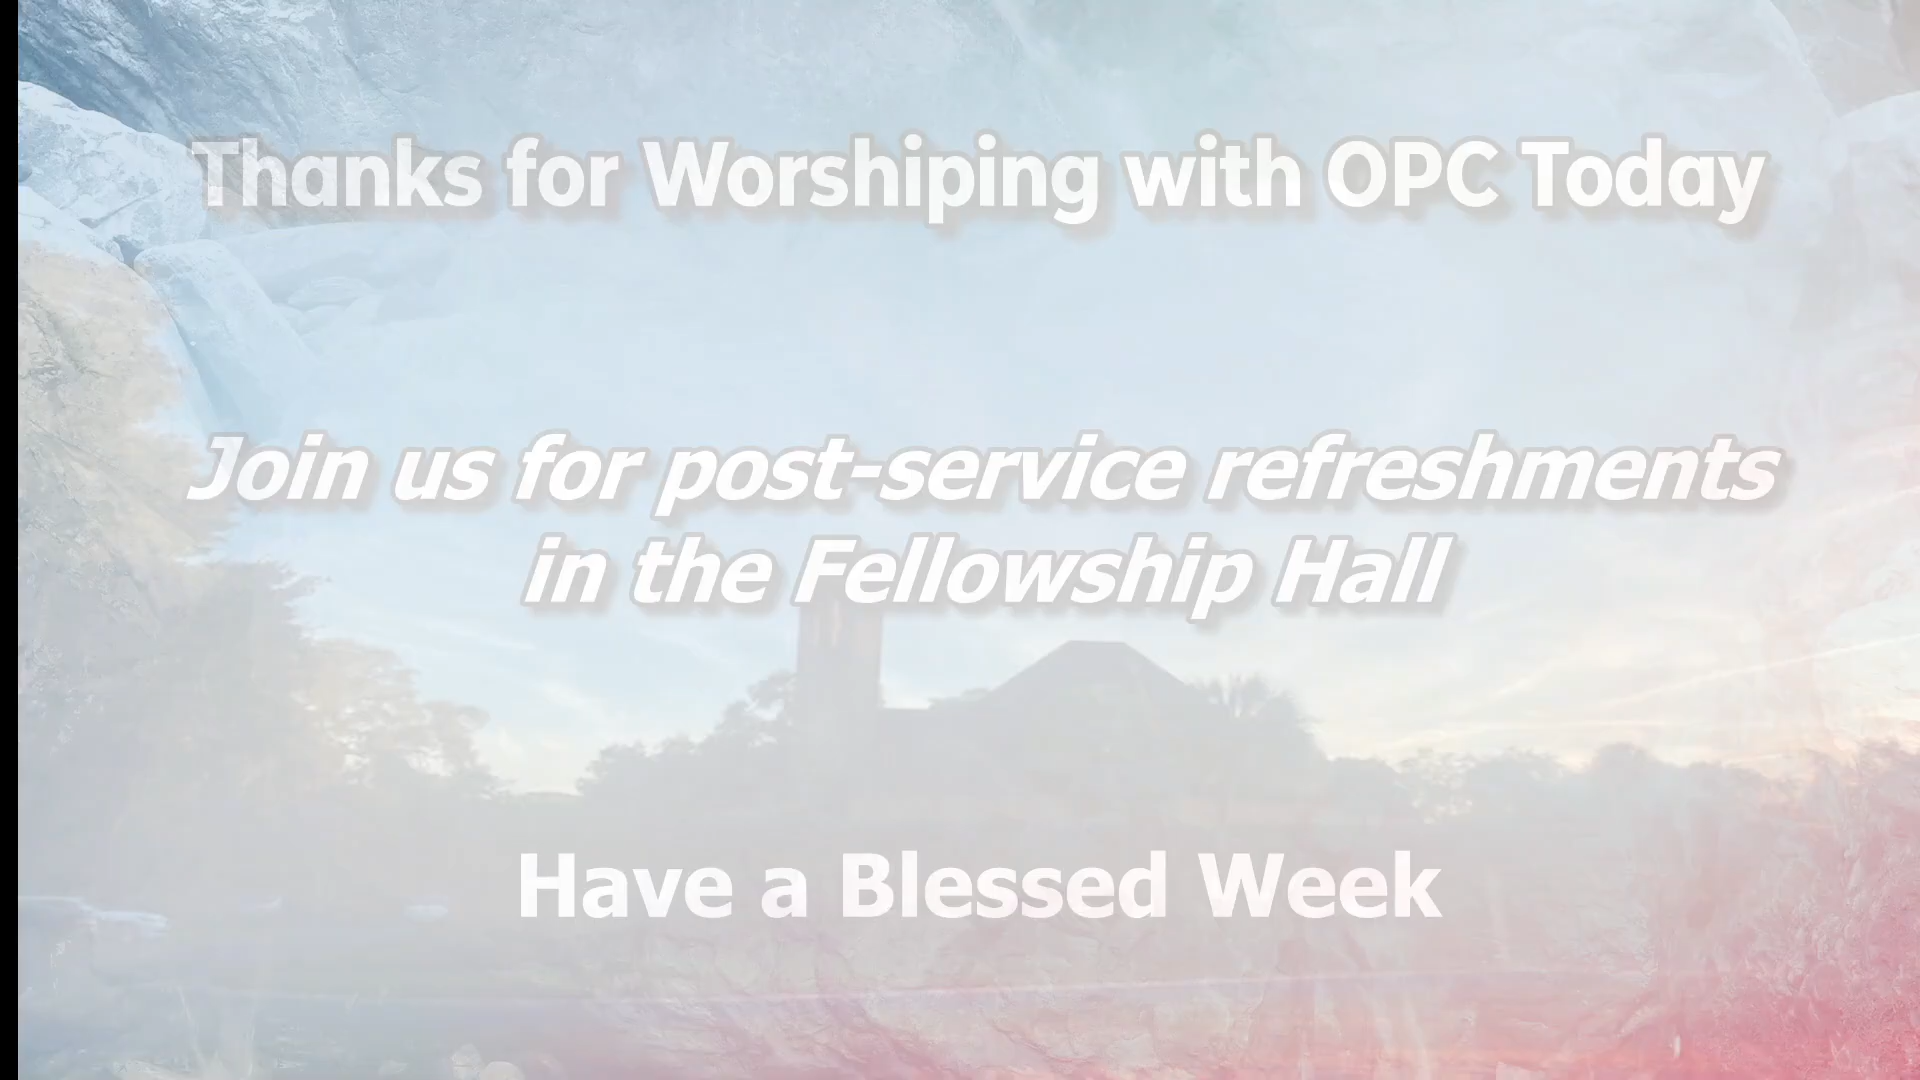 Thanks for Worshiping with OPC Today
Join us for post-service refreshments
in the Fellowship Hall
Have a Blessed Week